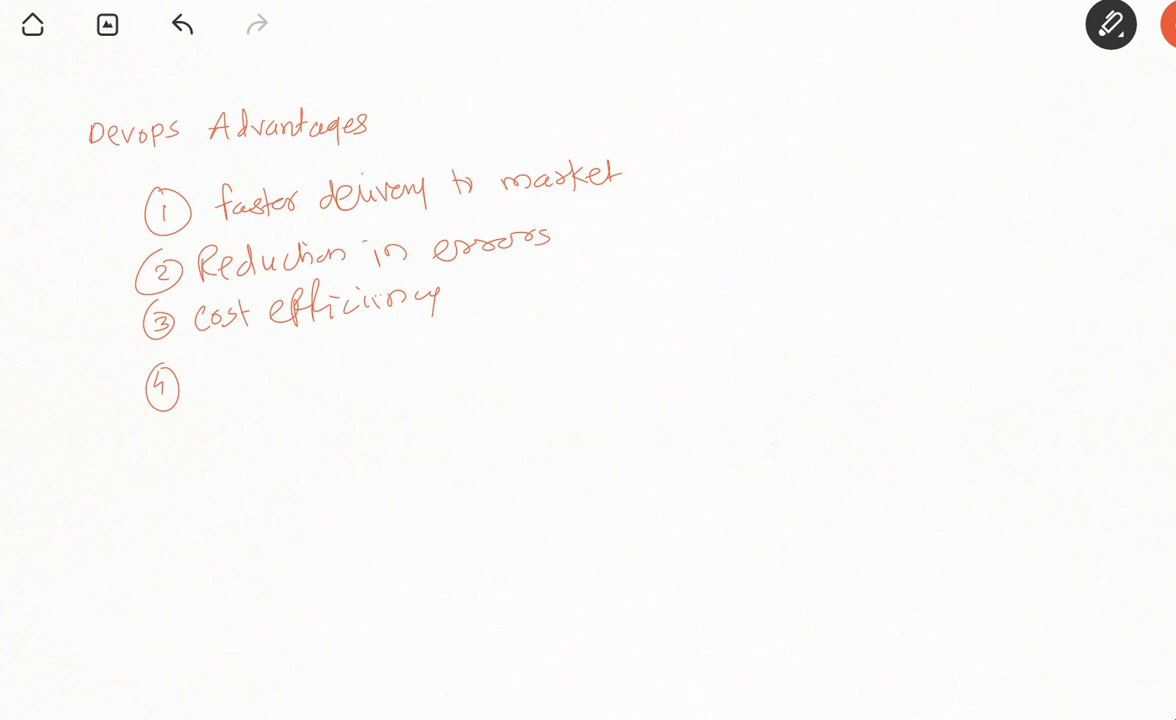 Devops Advantages
① faster delivery to market
② Reduction in errors
③ cost efficiency
④